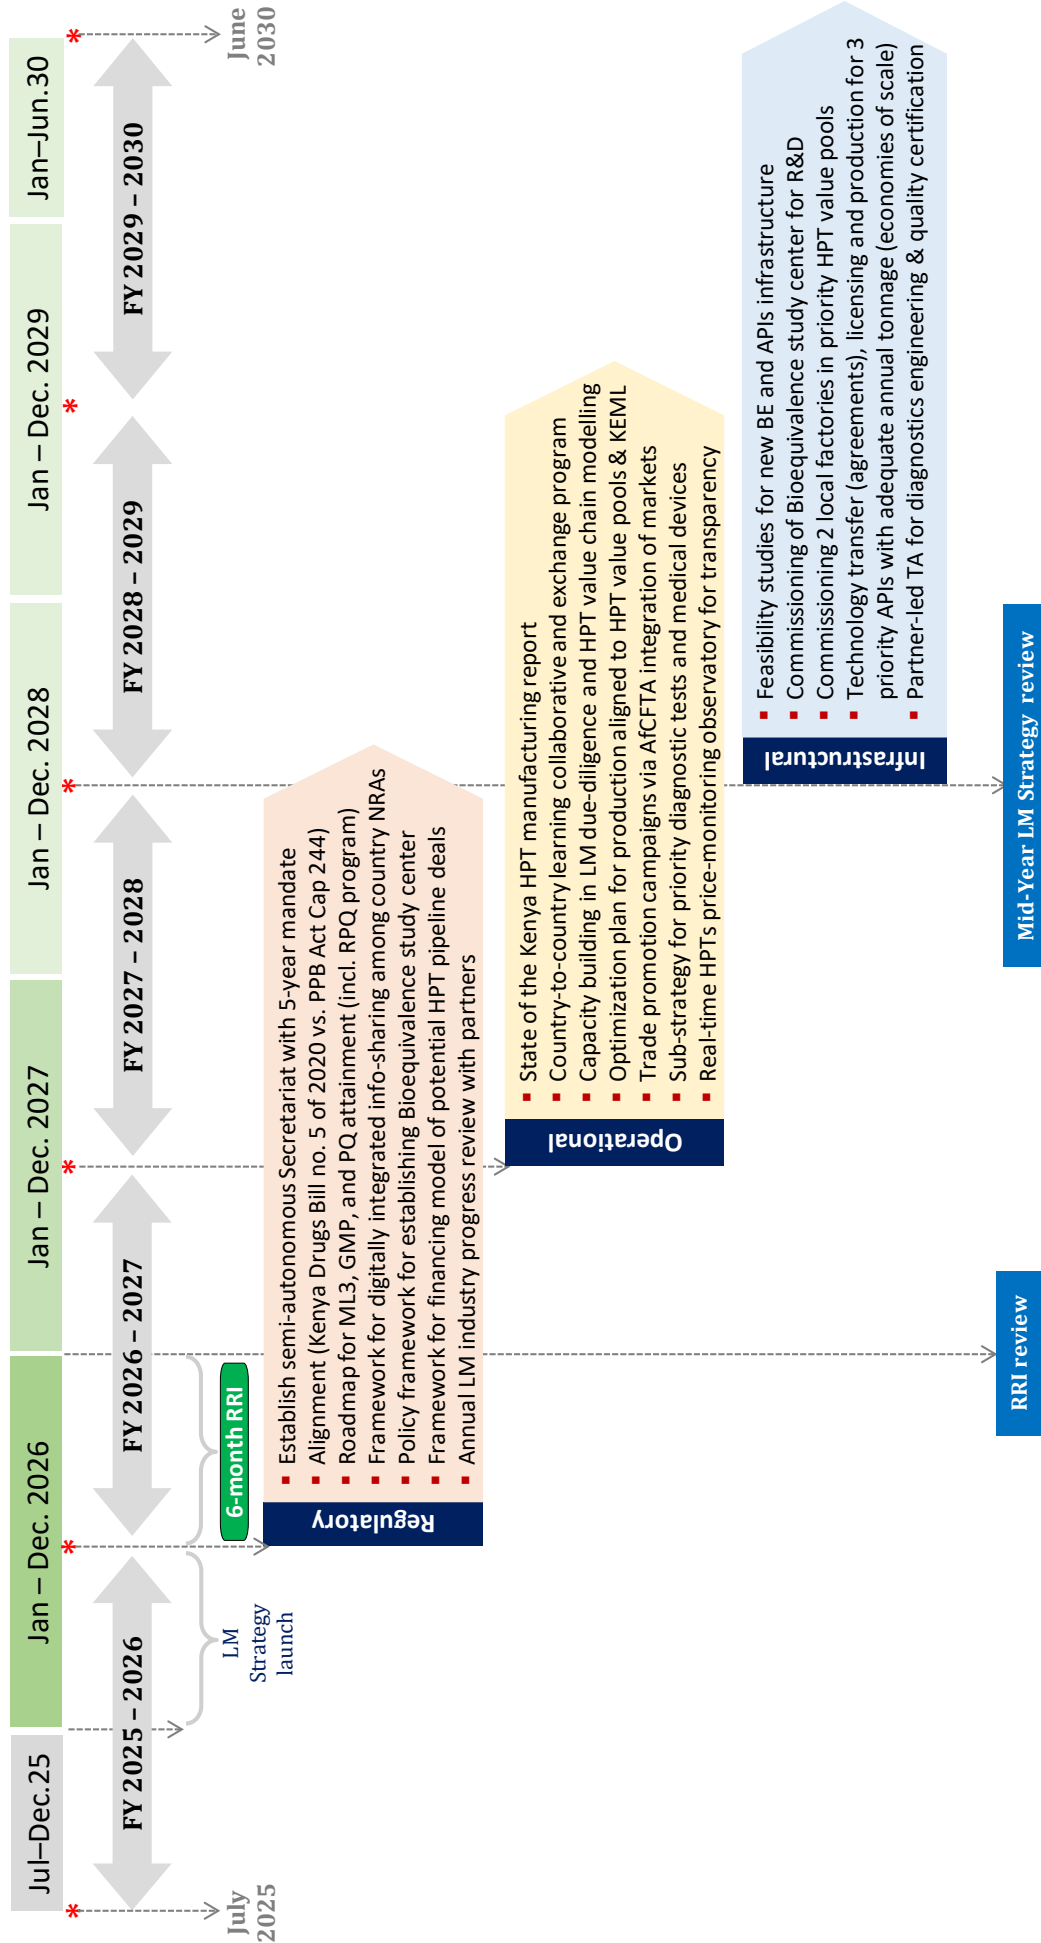 Jul–Dec.25
Jan – Dec. 2026
Jan – Dec. 2027
Jan – Dec. 2028
Jan – Dec. 2029
Jan–Jun.30
*
*
*
*
*
*
FY 2025 – 2026
FY 2026 – 2027
FY 2027 – 2028
FY 2028 – 2029
FY 2029 – 2030
July
2025
June
2030
LM
Strategy
launch
6-month RRI
Regulatory
▪ Establish semi-autonomous Secretariat with 5-year mandate
▪ Alignment (Kenya Drugs Bill no. 5 of 2020 vs. PPB Act Cap 244)
▪ Roadmap for ML3, GMP, and PQ attainment (incl. RPQ program)
▪ Framework for digitally integrated info-sharing among country NRAs
▪ Policy framework for establishing Bioequivalence study center
▪ Framework for financing model of potential HPT pipeline deals
▪ Annual LM industry progress review with partners
Operational
▪ State of the Kenya HPT manufacturing report
▪ Country-to-country learning collaborative and exchange program
▪ Capacity building in LM due-diligence and HPT value chain modelling
▪ Optimization plan for production aligned to HPT value pools & KEML
▪ Trade promotion campaigns via AfCFTA integration of markets
▪ Sub-strategy for priority diagnostic tests and medical devices
▪ Real-time HPTs price-monitoring observatory for transparency
Infrastructural
▪ Feasibility studies for new BE and APIs infrastructure
▪ Commissioning of Bioequivalence study center for R&D
▪ Commissioning 2 local factories in priority HPT value pools
▪ Technology transfer (agreements), licensing and production for 3
priority APIs with adequate annual tonnage (economies of scale)
▪ Partner-led TA for diagnostics engineering & quality certification
RRI review
Mid-Year LM Strategy review